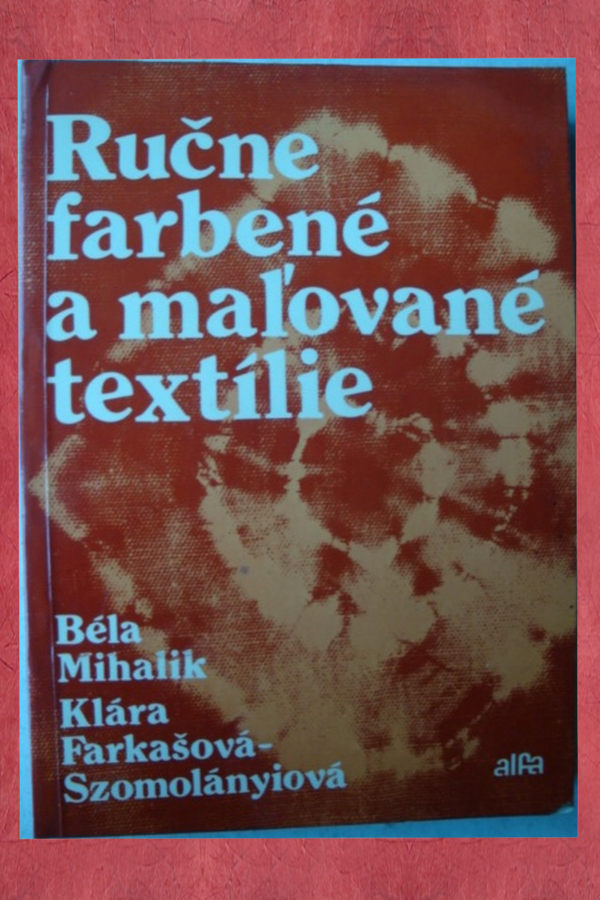 Ručne
farbené
a maľované
textílie
Béla
Mihalik
Klára
Farkašová-
Szomolányiová
alfa